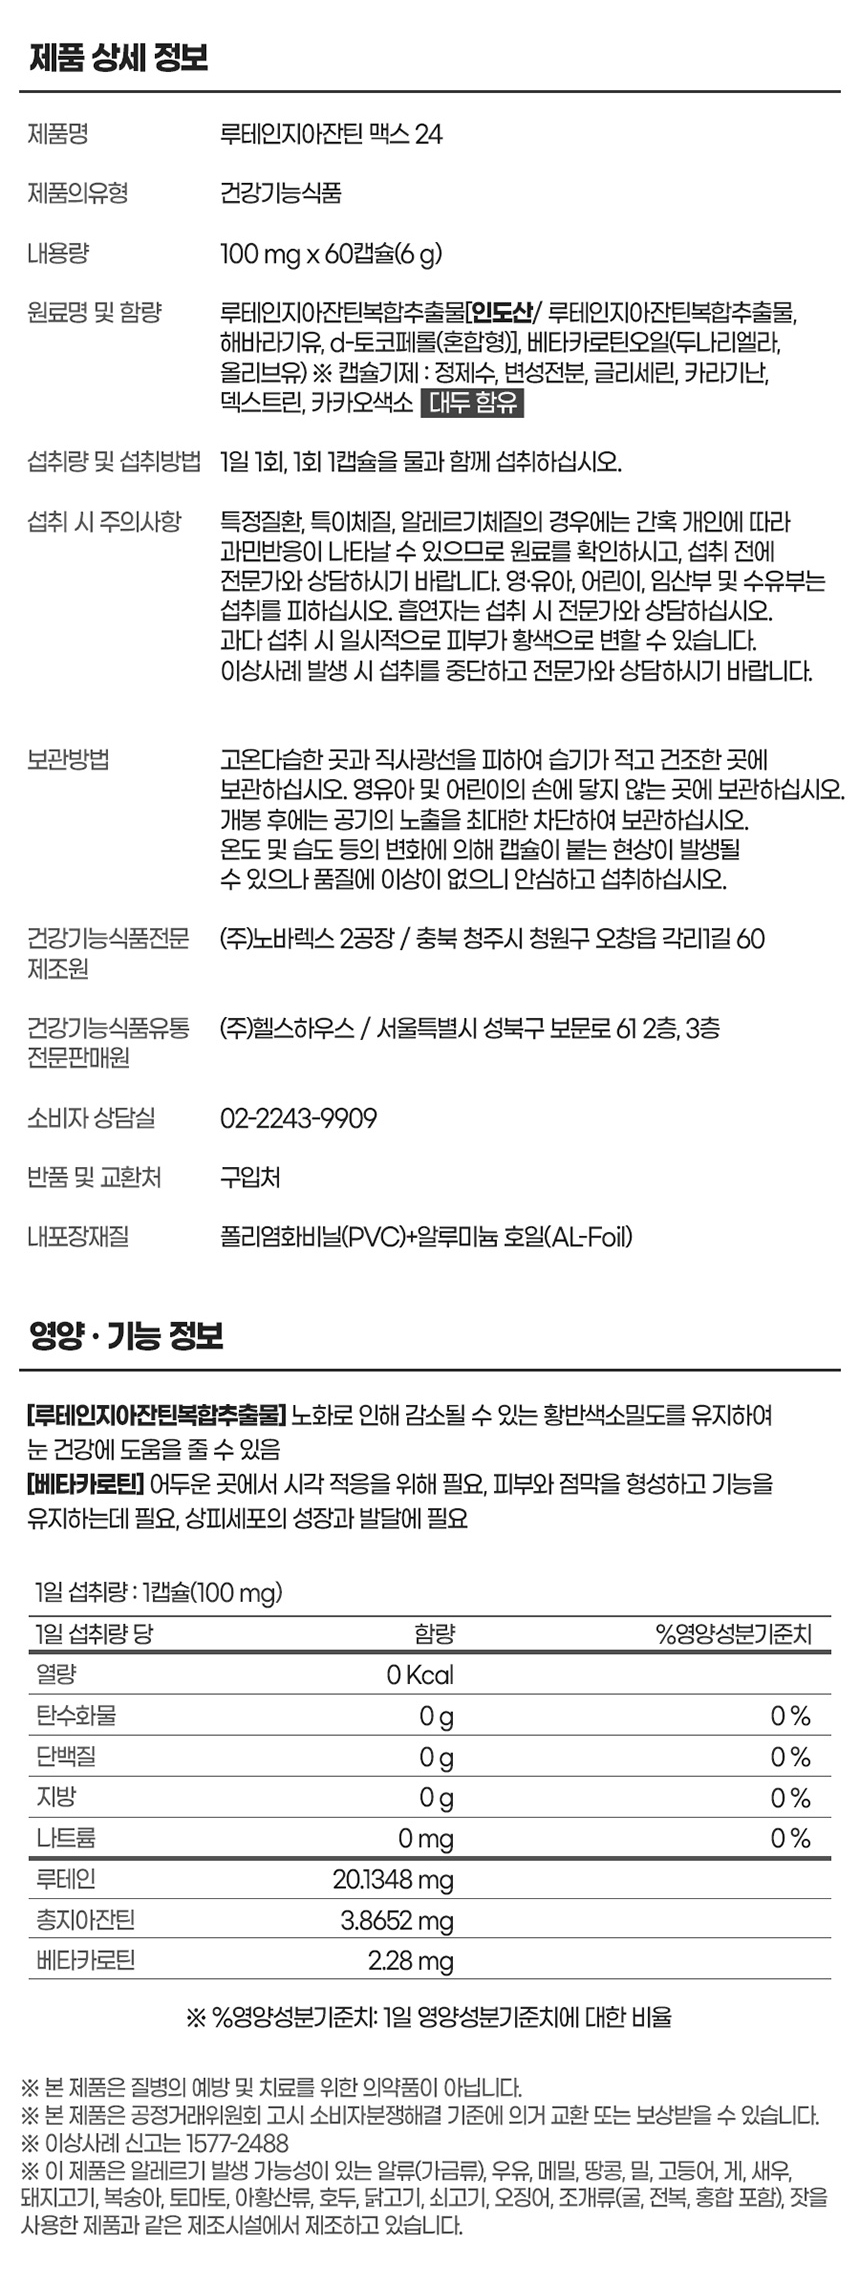 제품 상세 정보
제품명 루테인지아잔틴 맥스 24
제품의유형 건강기능식품
내용량 100 mg x 60캡슐(6 g)
원료명 및 함량 루테인지아잔틴복합추출물[인도산/ 루테인지아잔틴복합추출물,
해바라기유, d-토코페롤(혼합형)], 베타카로틴오일(두나리엘라,
올리브유) ※ 캡슐기제 : 정제수, 변성전분, 글리세린, 카라기난,
덱스트린, 카카오색소 대두 함유
섭취량 및 섭취방법 1일 1회, 1회 1캡슐을 물과 함께 섭취하십시오.
섭취 시 주의사항 특정질환, 특이체질, 알레르기체질의 경우에는 간혹 개인에 따라
과민반응이 나타날 수 있으므로 원료를 확인하시고, 섭취 전에
전문가와 상담하시기 바랍니다. 영·유아, 어린이, 임산부 및 수유부는
섭취를 피하십시오. 흡연자는 섭취 시 전문가와 상담하십시오.
과다 섭취 시 일시적으로 피부가 황색으로 변할 수 있습니다.
이상사례 발생 시 섭취를 중단하고 전문가와 상담하시기 바랍니다.
보관방법 고온다습한 곳과 직사광선을 피하여 습기가 적고 건조한 곳에
보관하십시오. 영유아 및 어린이의 손에 닿지 않는 곳에 보관하십시오.
개봉 후에는 공기의 노출을 최대한 차단하여 보관하십시오.
온도 및 습도 등의 변화에 의해 캡슐이 붙는 현상이 발생될
수 있으나 품질에 이상이 없으니 안심하고 섭취하십시오.
건강기능식품전문 (주)노바렉스 2공장 / 충북 청주시 청원구 오창읍 각리1길 60
제조원
건강기능식품유통 (주)헬스하우스 / 서울특별시 성북구 보문로 61 2층, 3층
전문판매원
소비자 상담실 02-2243-9909
반품 및 교환처 구입처
내포장재질 폴리염화비닐(PVC)+알루미늄 호일(AL-Foil)
영양 · 기능 정보
[루테인지아잔틴복합추출물] 노화로 인해 감소될 수 있는 황반색소밀도를 유지하여
눈 건강에 도움을 줄 수 있음
[베타카로틴] 어두운 곳에서 시각 적응을 위해 필요, 피부와 점막을 형성하고 기능을
유지하는데 필요, 상피세포의 성장과 발달에 필요
1일 섭취량 : 1캡슐(100 mg)
1일 섭취량 당 함량 %영양성분기준치
열량 0 Kcal
탄수화물 0 g 0 %
단백질 0 g 0 %
지방 0 g 0 %
나트륨 0 mg 0 %
루테인 20.1348 mg
총지아잔틴 3.8652 mg
베타카로틴 2.28 mg
※ %영양성분기준치: 1일 영양성분기준치에 대한 비율
※ 본 제품은 질병의 예방 및 치료를 위한 의약품이 아닙니다.
※ 본 제품은 공정거래위원회 고시 소비자분쟁해결 기준에 의거 교환 또는 보상받을 수 있습니다.
※ 이상사례 신고는 1577-2488
※ 이 제품은 알레르기 발생 가능성이 있는 알류(가금류), 우유, 메밀, 땅콩, 밀, 고등어, 게, 새우,
돼지고기, 복숭아, 토마토, 아황산류, 호두, 닭고기, 쇠고기, 오징어, 조개류(굴, 전복, 홍합 포함), 잣을
사용한 제품과 같은 제조시설에서 제조하고 있습니다.